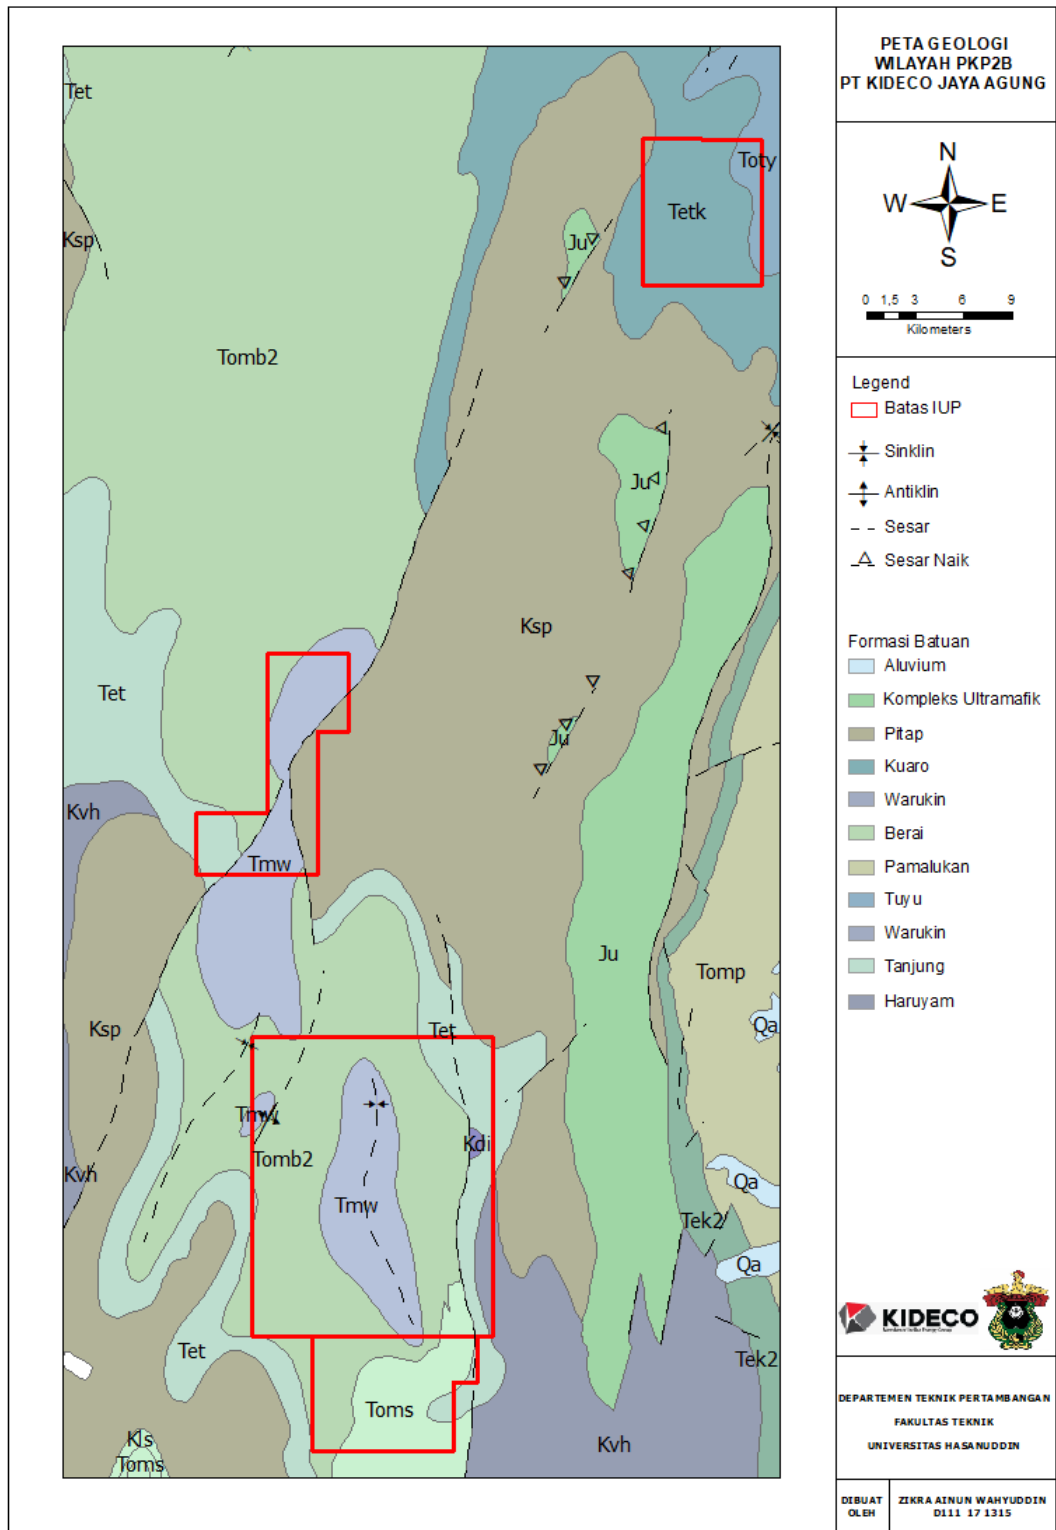 PETA GEOLOGI
WILAYAH PKP2B
PT KIDECO JAYA AGUNG
N
W E
S
0 1,5 3 6 9
Kilometers
Legend
Batas IUP
Sinklin
Antiklin
Sesar
Sesar Naik
Formasi Batuan
Aluvium
Kompleks Ultramafik
Pitap
Kuaro
Warukin
Berai
Pamalukan
Tuyu
Warukin
Tanjung
Haruyam
KIDECO
DEPARTEMEN TEKNIK PERTAMBANGAN
FAKULTAS TEKNIK
UNIVERSITAS HASANUDDIN
DIBUAT OLEH
ZIKRA AINUN WAHYUDDIN
D111 17 1315
Tet
Toty
Tetk
Ksp
Ju
Tomb2
Ju
Ksp
Tet
Ju
Kvh
Tmw
Ju
Tomp
Ksp
Tet
Qa
Tmw
Kdi
Tomb2
Kvh
Qa
Tmw
Tek2
Qa
Tet
Tek2
Toms
Kls
Kvh
Toms